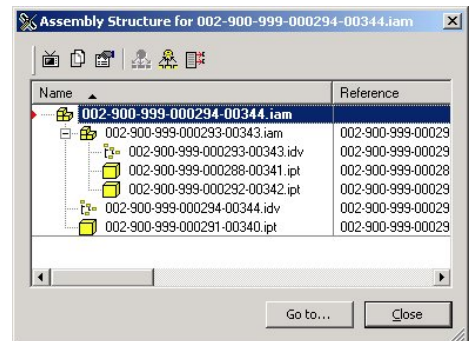 Assembly Structure for 002-900-999-000294-00344.iam
Name Reference
002-900-999-000294-00344.iam
002-900-999-000293-00343.iam 002-900-999-00029
002-900-999-000293-00343.idv 002-900-999-00029
002-900-999-000288-00341.ipt 002-900-999-00028
002-900-999-000292-00342.ipt 002-900-999-00029
002-900-999-000294-00344.idv 002-900-999-00029
002-900-999-000291-00340.ipt 002-900-999-00029
Go to... Close